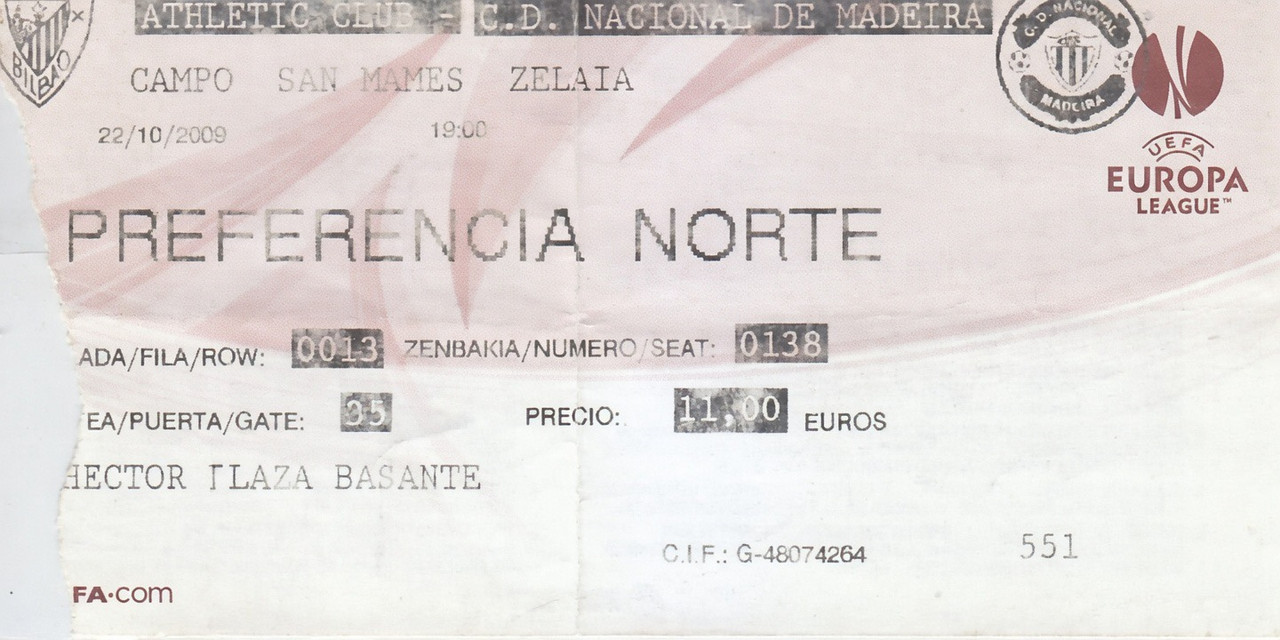 ATHLETIC CLUB - C.D. NACIONAL DE MADEIRA
BILBAO
C.D. NACIONAL
MADEIRA
CAMPO SAN MAMES ZELAIA
22/10/2009 19:00
UEFA
EUROPA
LEAGUE™
PREFERENCIA NORTE
ADA/FILA/ROW: 0013 ZENBAKIA/NUMERO/SEAT: 0138
EA/PUERTA/GATE: 35 PRECIO: 11,00 EUROS
HECTOR PLAZA BASANTE
C.I.F.: G-48074264 551
FA.com